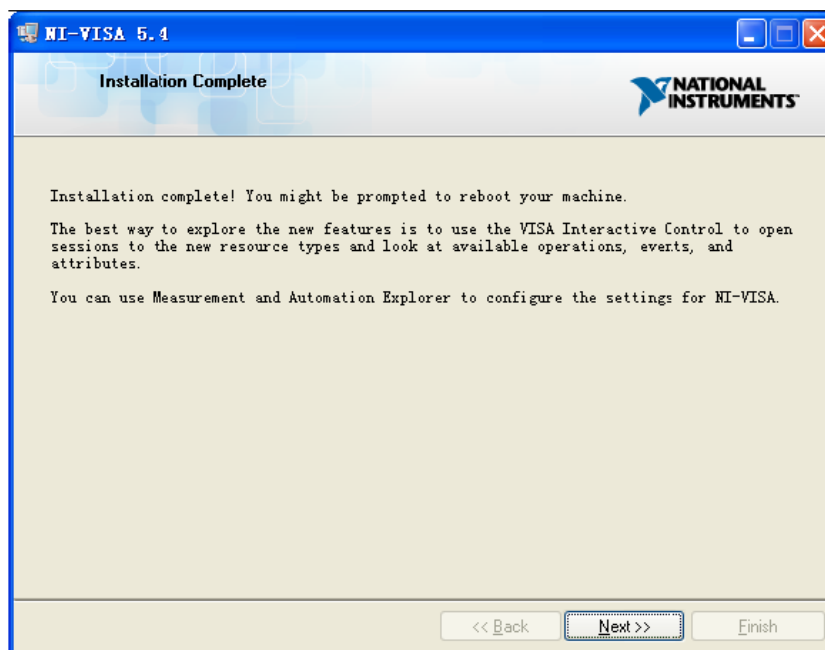 NI-VISA 5.4
Installation Complete
NATIONAL
INSTRUMENTS
Installation complete! You might be prompted to reboot your machine.
The best way to explore the new features is to use the VISA Interactive Control to open
sessions to the new resource types and look at available operations, events, and
attributes.
You can use Measurement and Automation Explorer to configure the settings for NI-VISA.
<< Back
Next >>
Finish